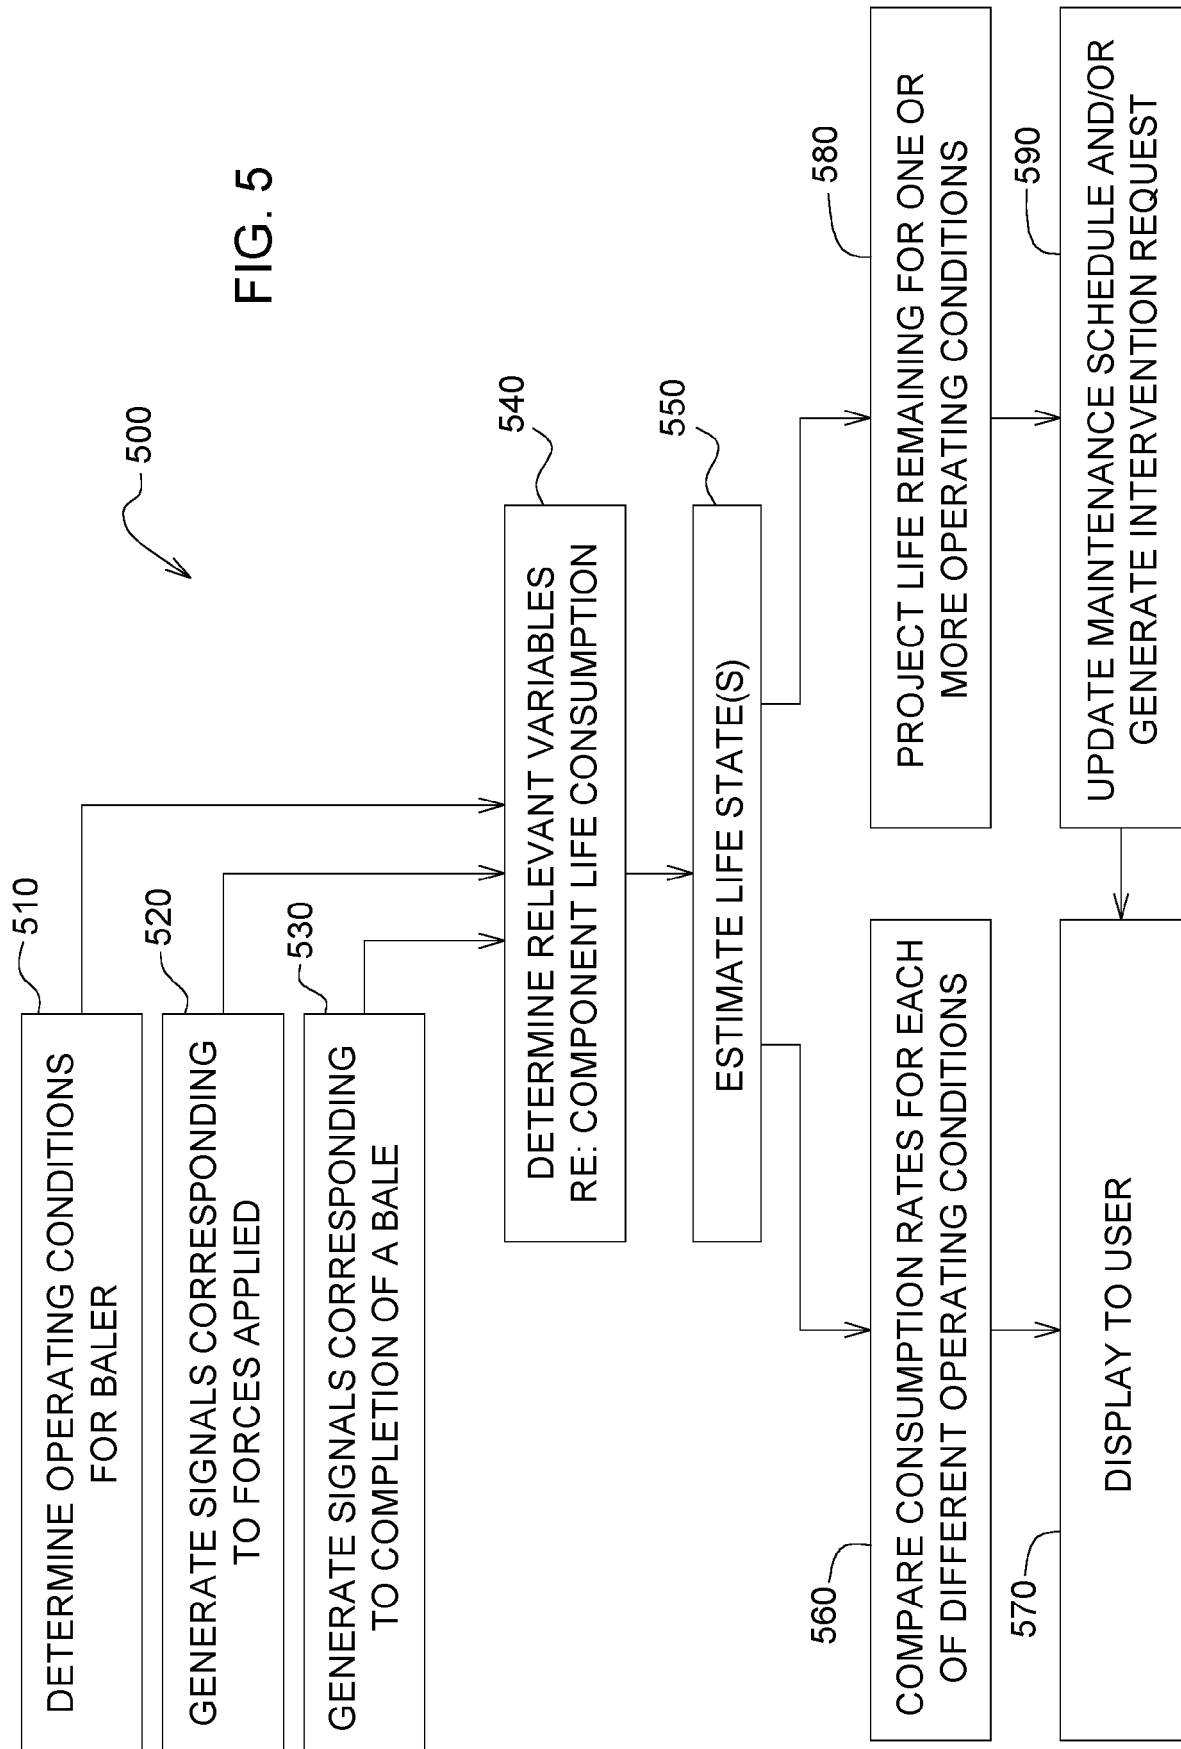 510
DETERMINE OPERATING CONDITIONS
FOR BALER
520
GENERATE SIGNALS CORRESPONDING
TO FORCES APPLIED
530
GENERATE SIGNALS CORRESPONDING
TO COMPLETION OF A BALE
500
FIG. 5
540
DETERMINE RELEVANT VARIABLES
RE: COMPONENT LIFE CONSUMPTION
550
ESTIMATE LIFE STATE(S)
560
COMPARE CONSUMPTION RATES FOR EACH
OF DIFFERENT OPERATING CONDITIONS
570
DISPLAY TO USER
580
PROJECT LIFE REMAINING FOR ONE OR
MORE OPERATING CONDITIONS
590
UPDATE MAINTENANCE SCHEDULE AND/OR
GENERATE INTERVENTION REQUEST